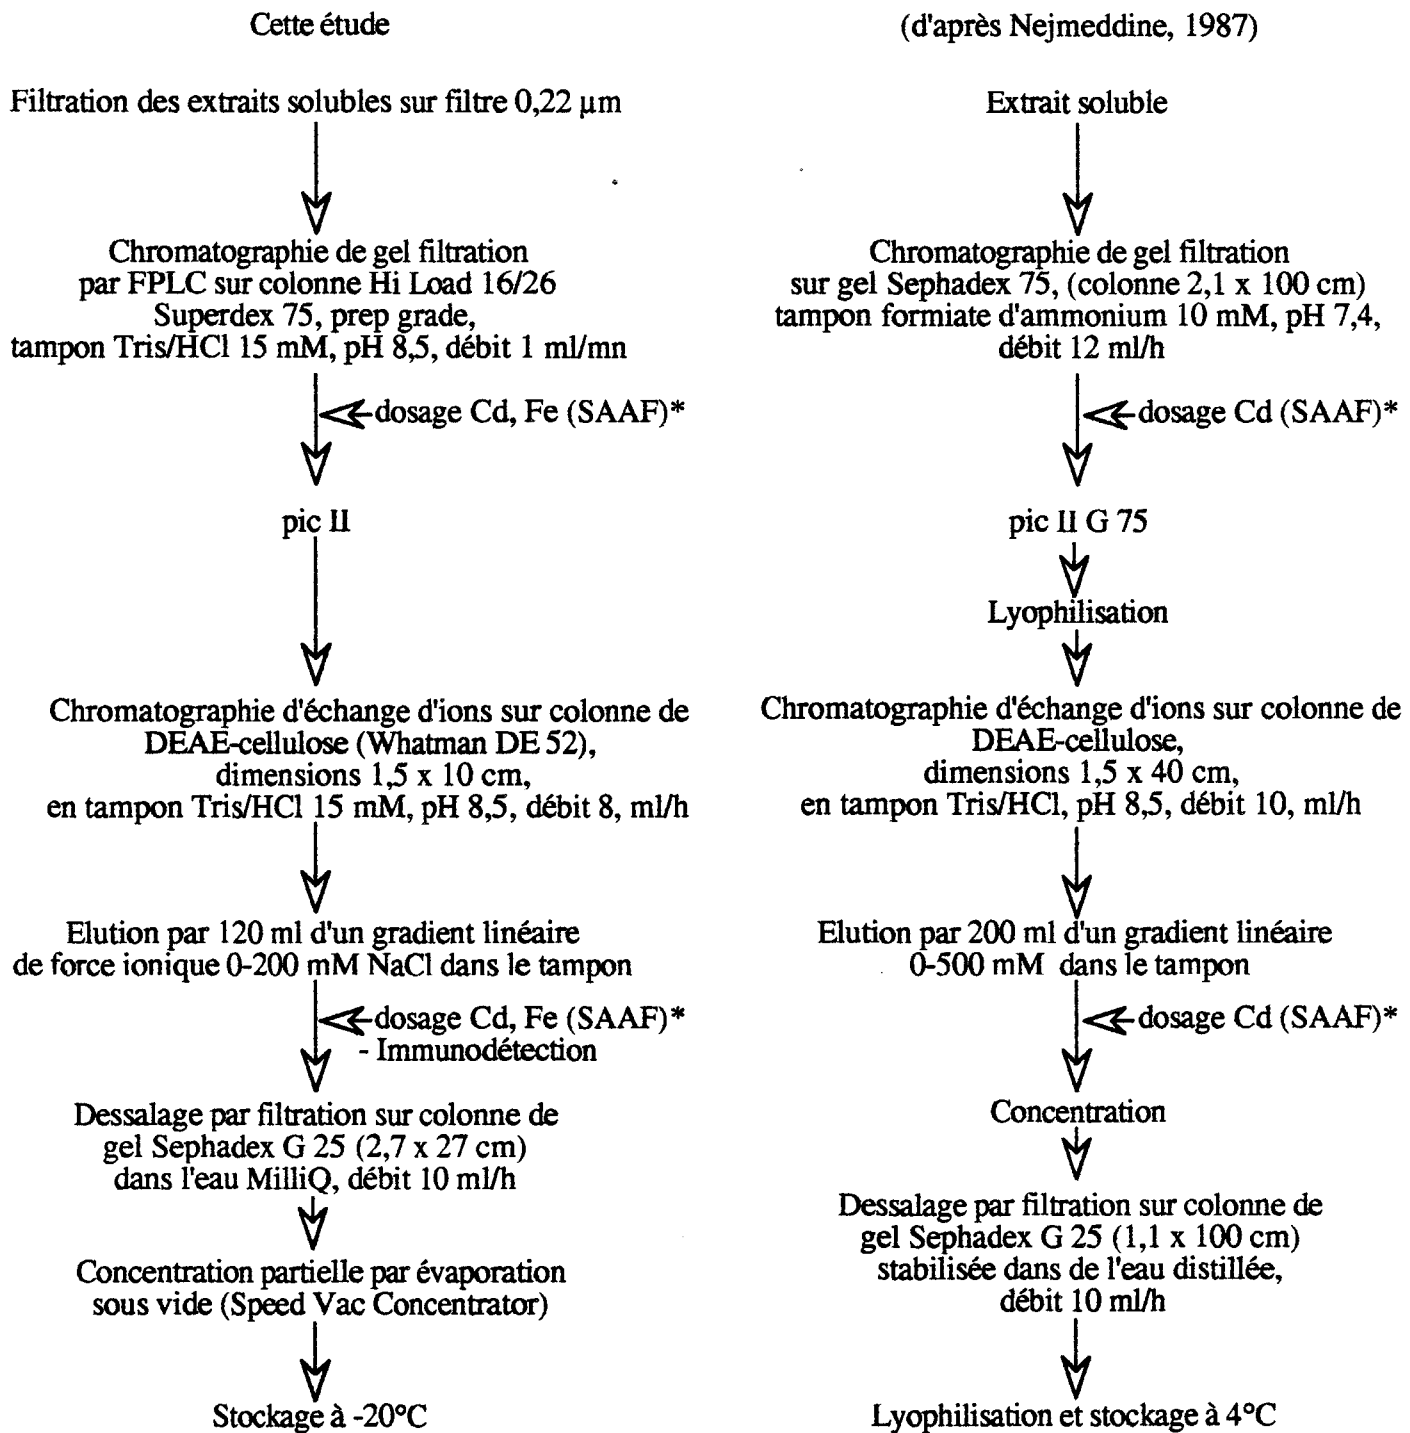 Cette étude
Filtration des extraits solubles sur filtre 0,22 µm
Chromatographie de gel filtration
par FPLC sur colonne Hi Load 16/26
Superdex 75, prep grade,
tampon Tris/HCl 15 mM, pH 8,5, débit 1 ml/mn
dosage Cd, Fe (SAAF)*
pic II
Chromatographie d'échange d'ions sur colonne de
DEAE-cellulose (Whatman DE 52),
dimensions 1,5 x 10 cm,
en tampon Tris/HCl 15 mM, pH 8,5, débit 8, ml/h
Elution par 120 ml d'un gradient linéaire
de force ionique 0-200 mM NaCl dans le tampon
dosage Cd, Fe (SAAF)*
- Immunodétection
Dessalage par filtration sur colonne de
gel Sephadex G 25 (2,7 x 27 cm)
dans l'eau MilliQ, débit 10 ml/h
Concentration partielle par évaporation
sous vide (Speed Vac Concentrator)
Stockage à -20°C
(d'après Nejmeddine, 1987)
Extrait soluble
Chromatographie de gel filtration
sur gel Sephadex 75, (colonne 2,1 x 100 cm)
tampon formiate d'ammonium 10 mM, pH 7,4,
débit 12 ml/h
dosage Cd (SAAF)*
pic II G 75
Lyophilisation
Chromatographie d'échange d'ions sur colonne de
DEAE-cellulose,
dimensions 1,5 x 40 cm,
en tampon Tris/HCl, pH 8,5, débit 10, ml/h
Elution par 200 ml d'un gradient linéaire
0-500 mM dans le tampon
dosage Cd (SAAF)*
Concentration
Dessalage par filtration sur colonne de
gel Sephadex G 25 (1,1 x 100 cm)
stabilisée dans de l'eau distillée,
débit 10 ml/h
Lyophilisation et stockage à 4°C